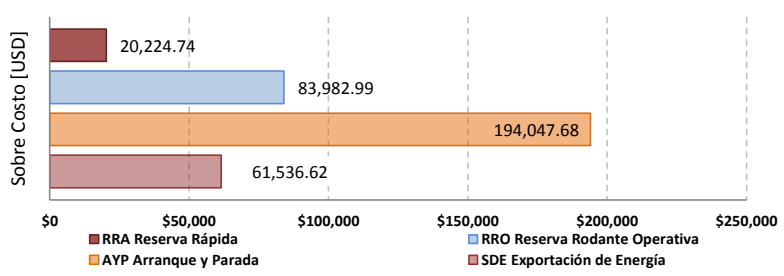 Sobre Costo [USD]
20,224.74
83,982.99
194,047.68
61,536.62
$0 $50,000 $100,000 $150,000 $200,000 $250,000
RRA Reserva Rápida RRO Reserva Rodante Operativa
AYP Arranque y Parada SDE Exportación de Energía